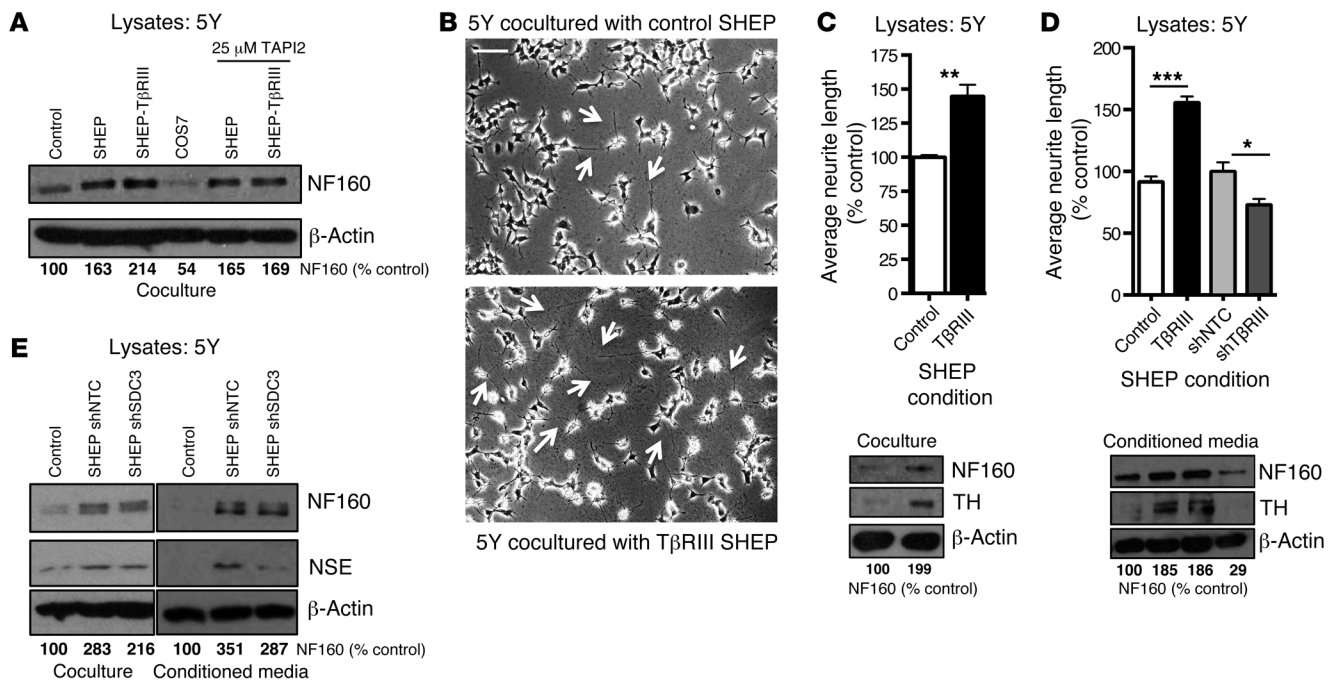 A
Lysates: 5Y
25 μM TAPI2
Control
SHEP
SHEP-TβRIII
COS7
SHEP
SHEP-TβRIII
NF160
β-Actin
100 163 214 54 165 169 NF160 (% control)
Coculture
B
5Y cocultured with control SHEP
5Y cocultured with TβRIII SHEP
C
Lysates: 5Y
Average neurite length
(% control)
175
150
125
100
75
50
25
0
**
Control
TβRIII
SHEP
condition
Coculture
NF160
TH
β-Actin
100 199
NF160 (% control)
D
Lysates: 5Y
Average neurite length
(% control)
200
150
100
50
0
***
*
Control
TβRIII
shNTC
shTβRIII
SHEP condition
Conditioned media
NF160
TH
β-Actin
100 185 186 29
NF160 (% control)
E
Lysates: 5Y
Control
SHEP shNTC
SHEP shSDC3
Control
SHEP shNTC
SHEP shSDC3
NF160
NSE
β-Actin
100 283 216 100 351 287 NF160 (% control)
Coculture Conditioned media